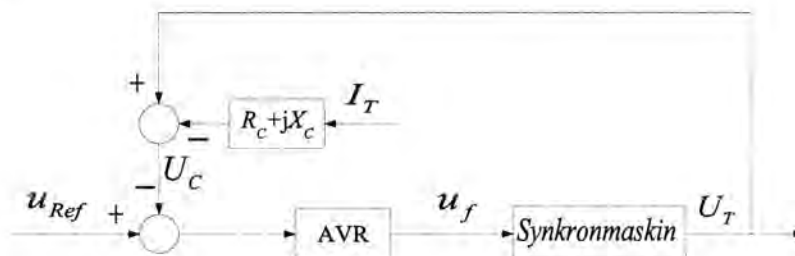 +
I_T
R_C+jX_C
−
U_C
−
u_Ref
+
AVR
u_f
Synkronmaskin
U_T